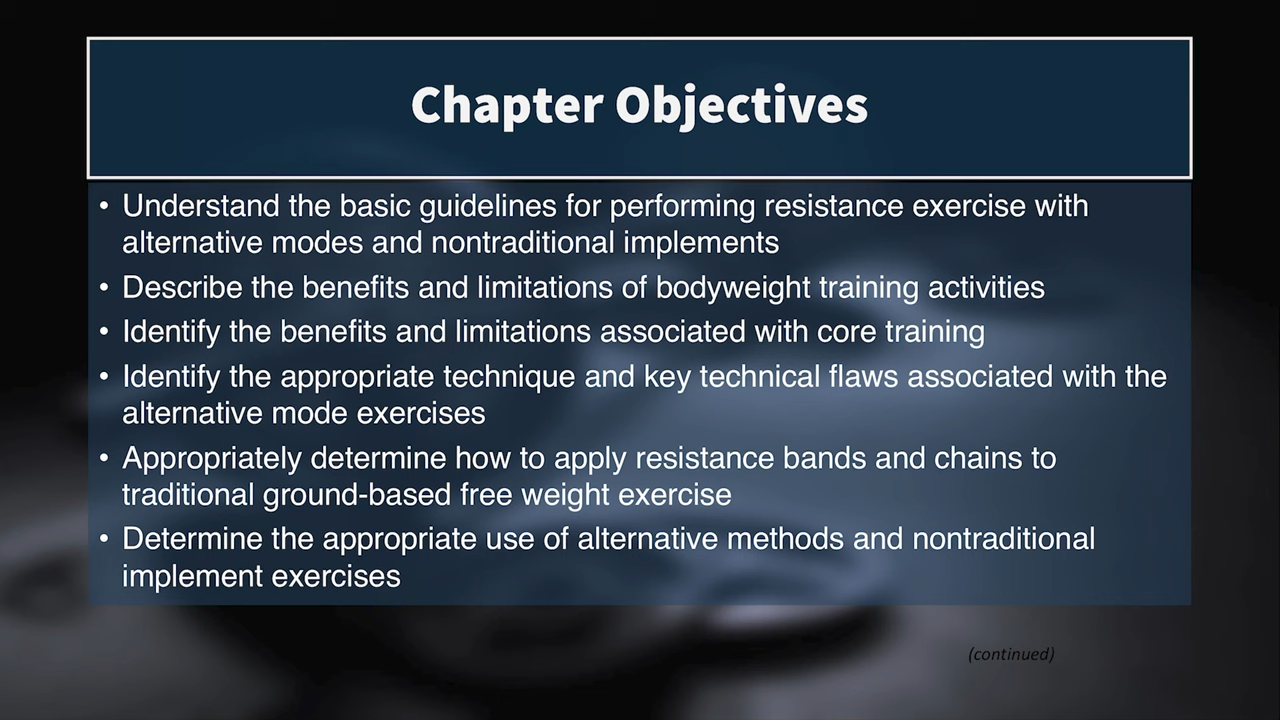 Chapter Objectives
• Understand the basic guidelines for performing resistance exercise with
alternative modes and nontraditional implements
• Describe the benefits and limitations of bodyweight training activities
• Identify the benefits and limitations associated with core training
• Identify the appropriate technique and key technical flaws associated with the
alternative mode exercises
• Appropriately determine how to apply resistance bands and chains to
traditional ground-based free weight exercise
• Determine the appropriate use of alternative methods and nontraditional
implement exercises
(continued)